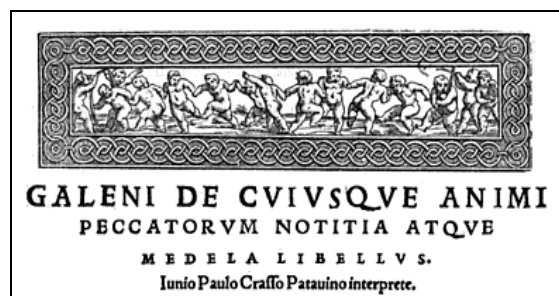 GALENI DE CVIVSQVE ANIMI
PECCATORVM NOTITIA ATQVE
MEDELA LIBELLVS.
Iunio Paulo Crasſo Patauino interprete.